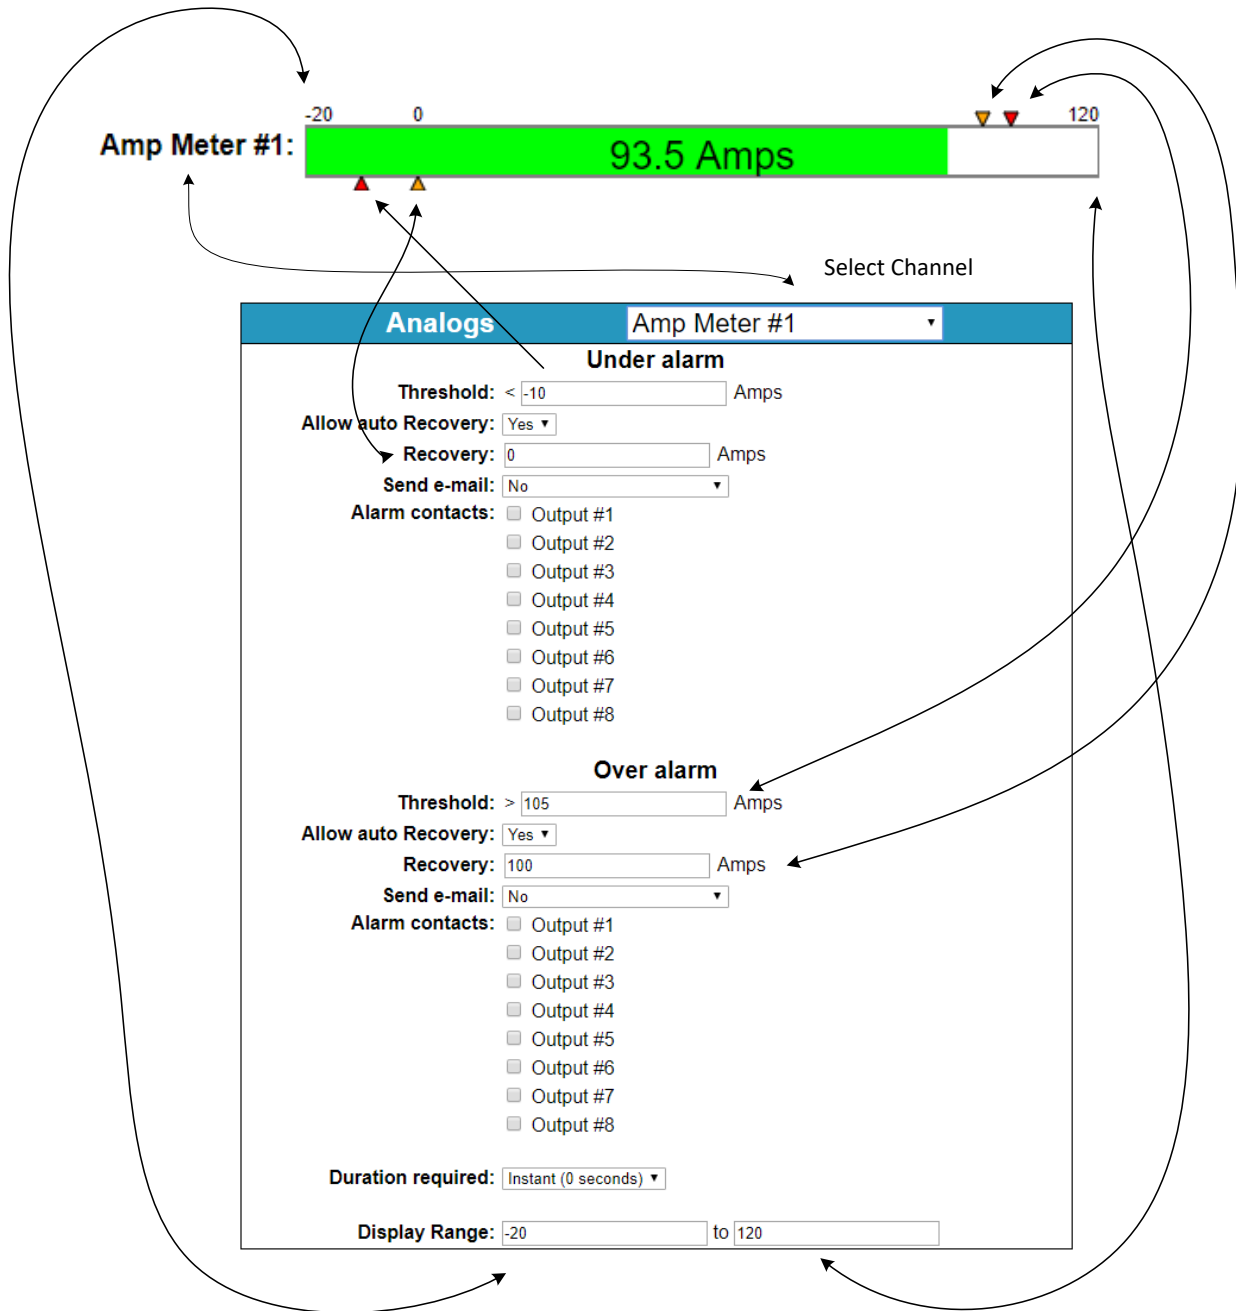 -20 0 120
Amp Meter #1: 93.5 Amps
Select Channel
Analogs Amp Meter #1
Under alarm
Threshold: < -10 Amps
Allow auto Recovery: Yes
Recovery: 0 Amps
Send e-mail: No
Alarm contacts: Output #1
Output #2
Output #3
Output #4
Output #5
Output #6
Output #7
Output #8
Over alarm
Threshold: > 105 Amps
Allow auto Recovery: Yes
Recovery: 100 Amps
Send e-mail: No
Alarm contacts: Output #1
Output #2
Output #3
Output #4
Output #5
Output #6
Output #7
Output #8
Duration required: Instant (0 seconds)
Display Range: -20 to 120